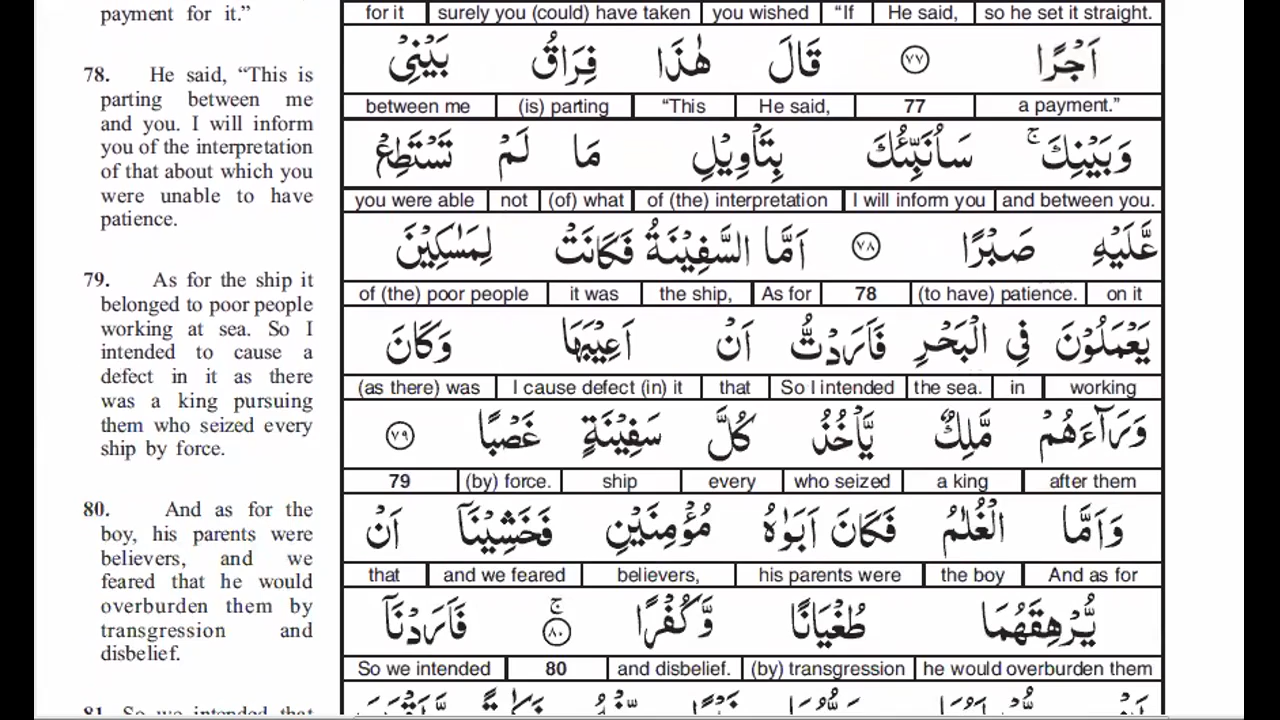 payment for it.”
78. He said, “This is
parting between me
and you. I will inform
you of the interpretation
of that about which you
were unable to have
patience.
79. As for the ship it
belonged to poor people
working at sea. So I
intended to cause a
defect in it as there
was a king pursuing
them who seized every
ship by force.
80. And as for the
boy, his parents were
believers, and we
feared that he would
overburden them by
transgression and
disbelief.
81. So we intended that
for it surely you (could) have taken you wished “If He said, so he set it straight.
اَجْرًا ﴿٧٧﴾ قَالَ هٰذَا فِرَاقُ بَيْنِيْ
between me (is) parting “This He said, 77 a payment.”
وَبَيْنِكَ ۚ سَاُنَبِّئُكَ بِتَاْوِيْلِ مَا لَمْ تَسْتَطِعْ
you were able not (of) what of (the) interpretation I will inform you and between you.
عَّلَيْهِ صَبْرًا ﴿٧٨﴾ اَمَّا السَّفِيْنَةُ فَكَانَتْ لِمَسٰكِيْنَ
of (the) poor people it was the ship, As for 78 (to have) patience. on it
يَعْمَلُوْنَ فِي الْبَحْرِ فَاَرَدْتُّ اَنْ اَعِيْبَهَا وَكَانَ
(as there) was I cause defect (in) it that So I intended the sea. in working
وَرَآءَهُمْ مَّلِكٌ يَّاْخُذُ كُلَّ سَفِيْنَةٍ غَصْبًا ﴿٧٩﴾
79 (by) force. ship every who seized a king after them
وَاَمَّا الْغُلٰمُ فَكَانَ اَبَوٰهُ مُؤْمِنَيْنِ فَخَشِيْنَآ اَنْ
that and we feared believers, his parents were the boy And as for
يُّرْهِقَهُمَا طُغْيَانًا وَّكُفْرًا ۚ﴿٨٠﴾ فَاَرَدْنَآ
So we intended 80 and disbelief. (by) transgression he would overburden them